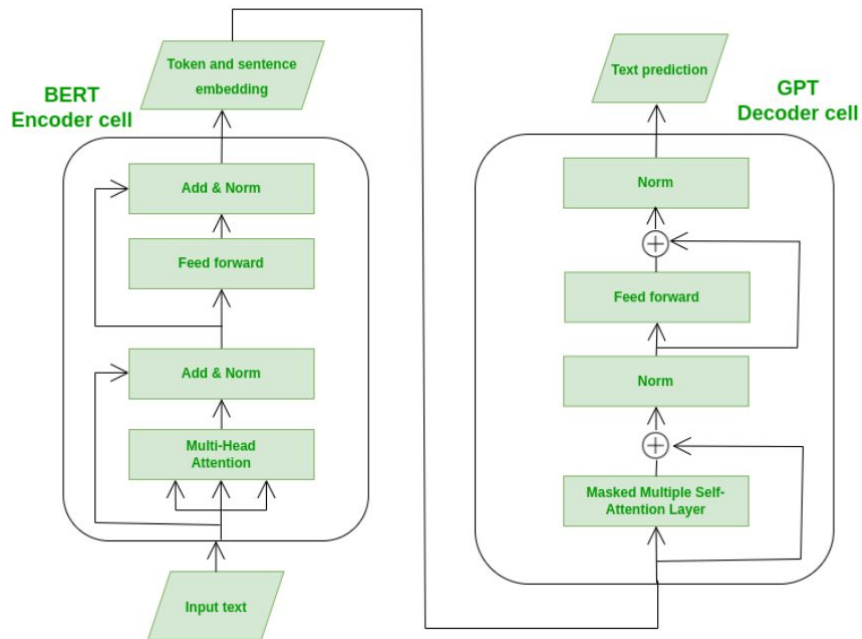 BERT
Encoder cell
Token and sentence
embedding
Add & Norm
Feed forward
Add & Norm
Multi-Head
Attention
Input text
GPT
Decoder cell
Text prediction
Norm
Feed forward
Norm
Masked Multiple Self-
Attention Layer